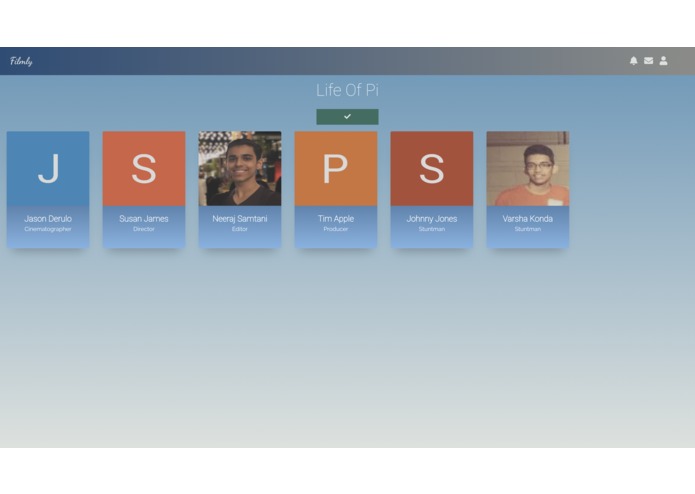 Filmly
Life Of Pi
J
S
P
S
Jason Derulo
Cinematographer
Susan James
Director
Neeraj Samtani
Editor
Tim Apple
Producer
Johnny Jones
Stuntman
Varsha Konda
Stuntman